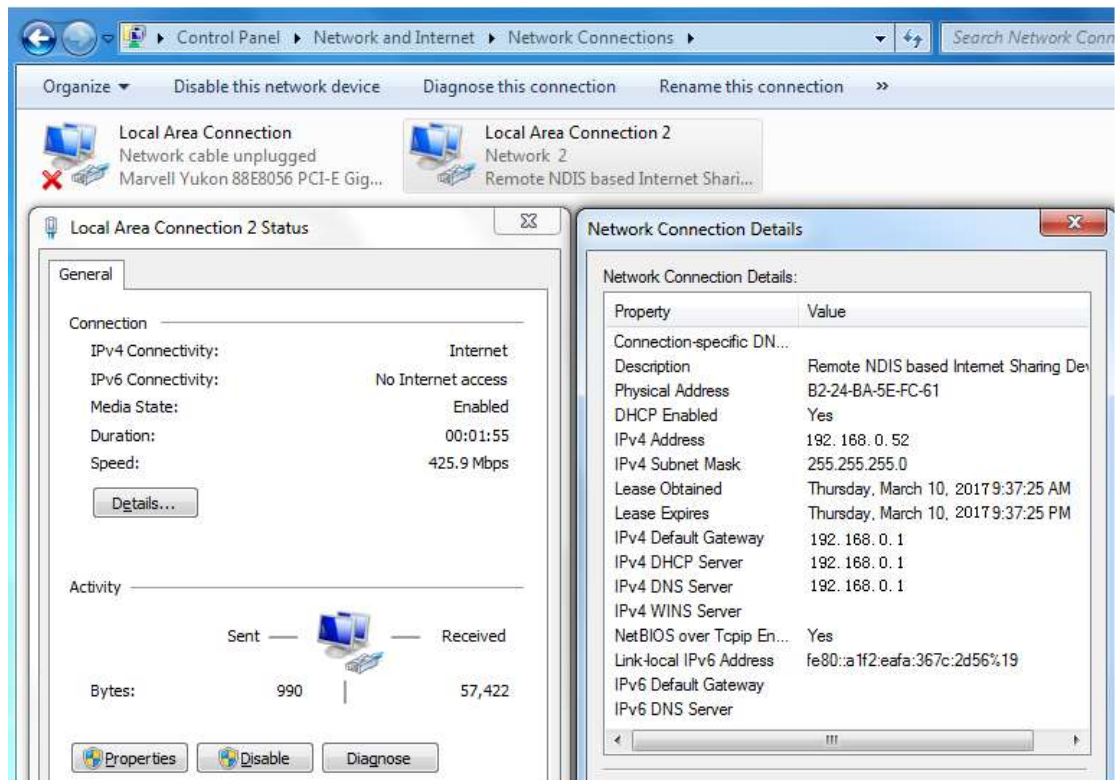 Control Panel ▸ Network and Internet ▸ Network Connections ▸
Search Network Conn
Organize ▾ Disable this network device Diagnose this connection Rename this connection »
Local Area Connection
Network cable unplugged
Marvell Yukon 88E8056 PCI-E Gig...
Local Area Connection 2
Network 2
Remote NDIS based Internet Shari...
Local Area Connection 2 Status
General
Connection
IPv4 Connectivity: Internet
IPv6 Connectivity: No Internet access
Media State: Enabled
Duration: 00:01:55
Speed: 425.9 Mbps
Details...
Activity
Sent — — Received
Bytes: 990 57,422
Properties Disable Diagnose
Network Connection Details
Network Connection Details:
Property Value
Connection-specific DN...
Description Remote NDIS based Internet Sharing Dev
Physical Address B2-24-BA-5E-FC-61
DHCP Enabled Yes
IPv4 Address 192.168.0.52
IPv4 Subnet Mask 255.255.255.0
Lease Obtained Thursday, March 10, 2017 9:37:25 AM
Lease Expires Thursday, March 10, 2017 9:37:25 PM
IPv4 Default Gateway 192.168.0.1
IPv4 DHCP Server 192.168.0.1
IPv4 DNS Server 192.168.0.1
IPv4 WINS Server
NetBIOS over Tcpip En... Yes
Link-local IPv6 Address fe80::a1f2:eafa:367c:2d56%19
IPv6 Default Gateway
IPv6 DNS Server